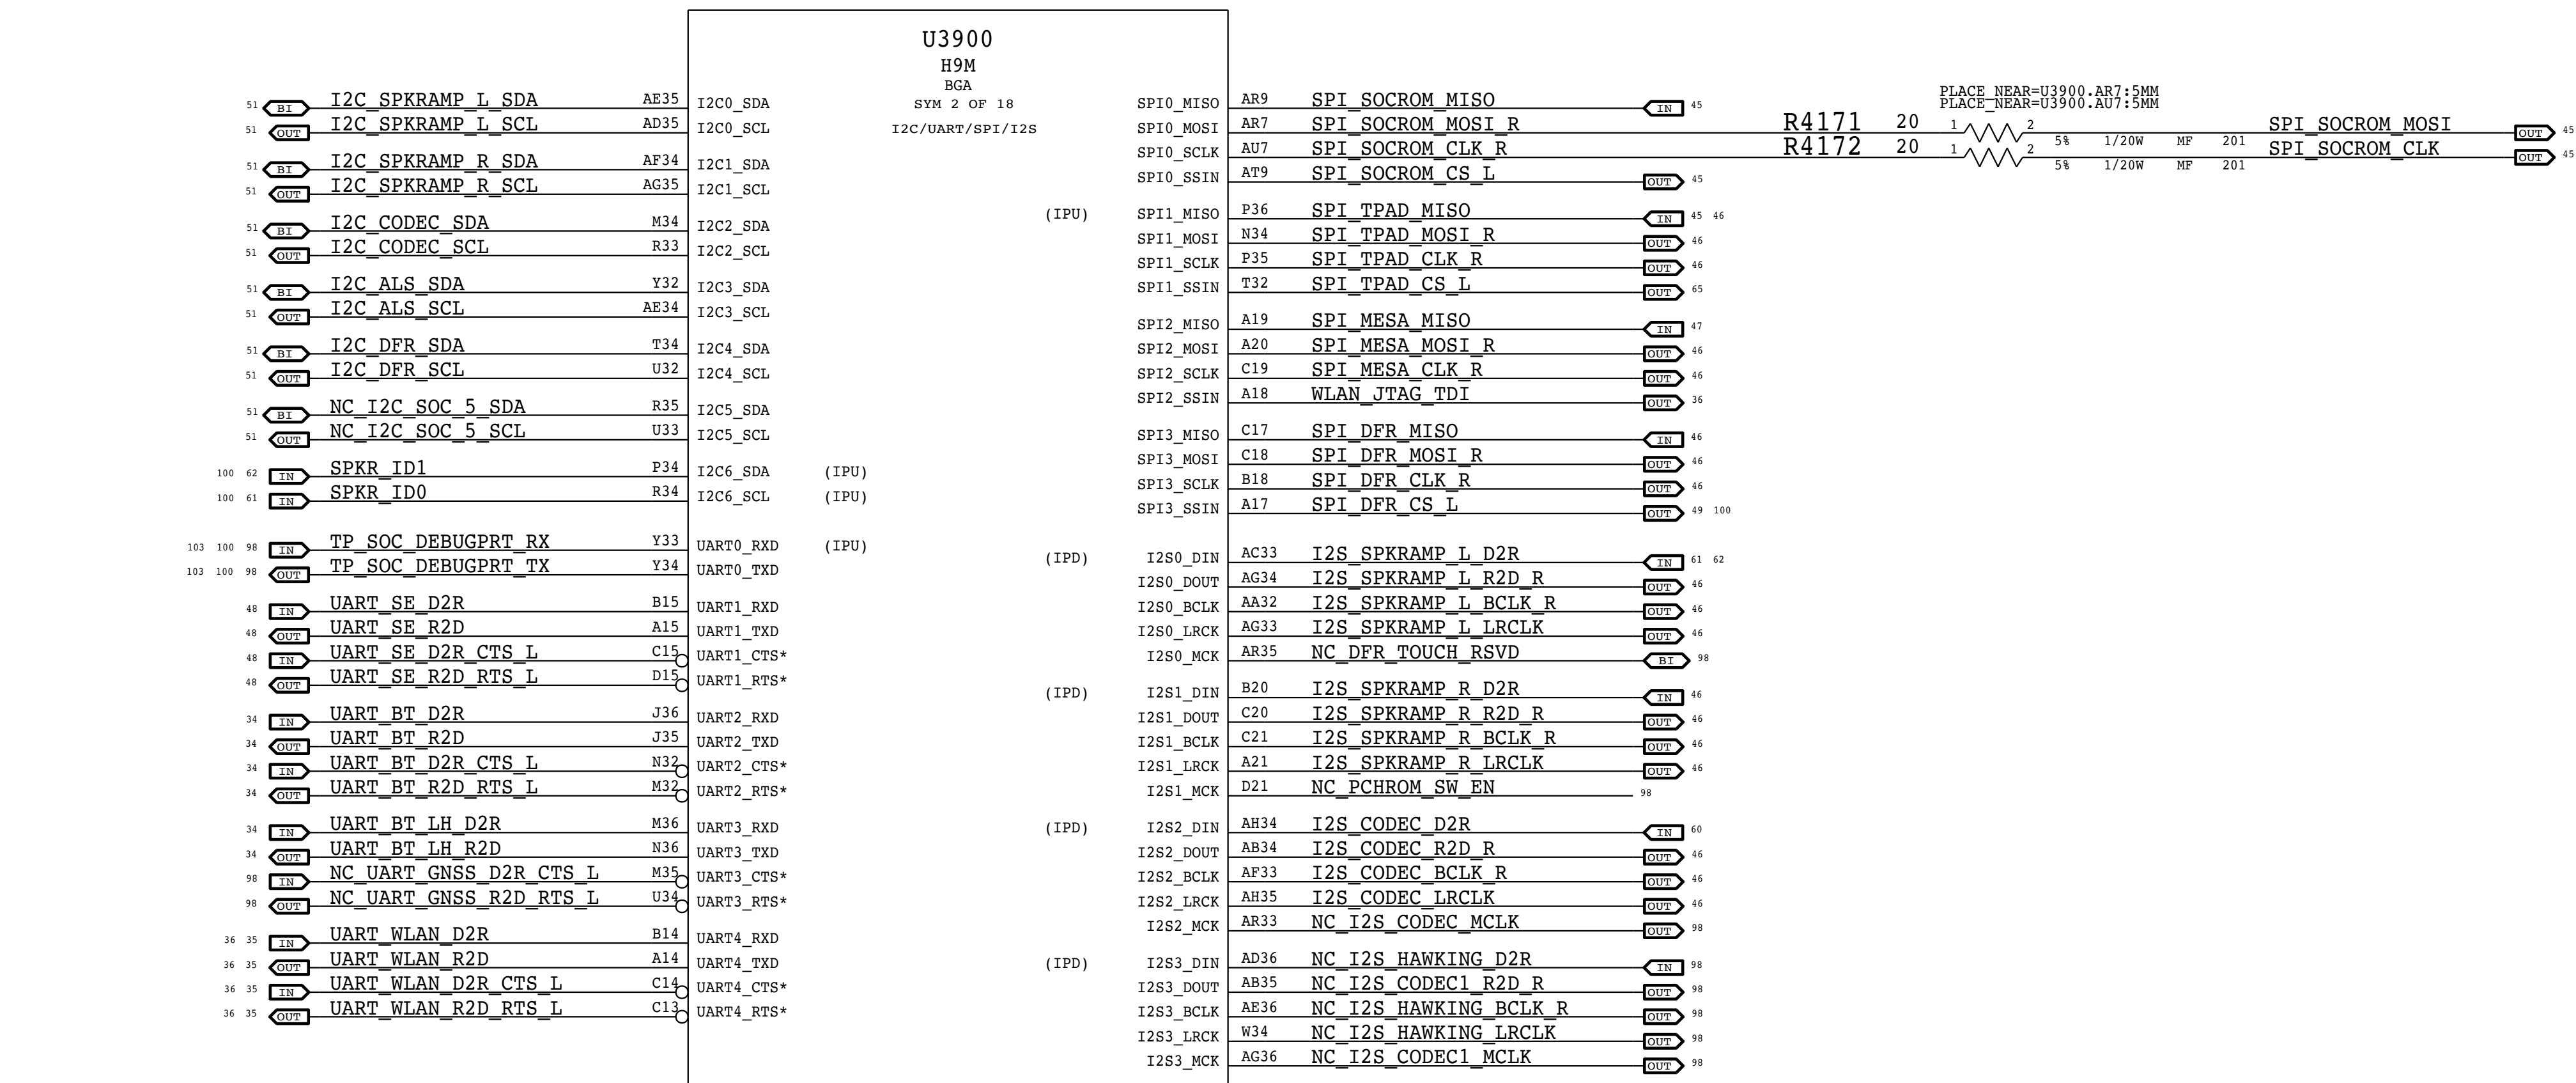 U3900
H9M
BGA
SYM 2 OF 18
I2C/UART/SPI/I2S
51 BI I2C_SPKRAMP_L_SDA AE35 I2C0_SDA
51 OUT I2C_SPKRAMP_L_SCL AD35 I2C0_SCL
51 BI I2C_SPKRAMP_R_SDA AF34 I2C1_SDA
51 OUT I2C_SPKRAMP_R_SCL AG35 I2C1_SCL
51 BI I2C_CODEC_SDA M34 I2C2_SDA
51 OUT I2C_CODEC_SCL R33 I2C2_SCL
51 BI I2C_ALS_SDA Y32 I2C3_SDA
51 OUT I2C_ALS_SCL AE34 I2C3_SCL
51 BI I2C_DFR_SDA T34 I2C4_SDA
51 OUT I2C_DFR_SCL U32 I2C4_SCL
51 BI NC_I2C_SOC_5_SDA R35 I2C5_SDA
51 OUT NC_I2C_SOC_5_SCL U33 I2C5_SCL
100 62 IN SPKR_ID1 P34 I2C6_SDA (IPU)
100 61 IN SPKR_ID0 R34 I2C6_SCL (IPU)
103 100 98 IN TP_SOC_DEBUGPRT_RX Y33 UART0_RXD (IPU)
103 100 98 OUT TP_SOC_DEBUGPRT_TX Y34 UART0_TXD
48 IN UART_SE_D2R B15 UART1_RXD
48 OUT UART_SE_R2D A15 UART1_TXD
48 IN UART_SE_D2R_CTS_L C15 UART1_CTS*
48 OUT UART_SE_R2D_RTS_L D15 UART1_RTS*
34 IN UART_BT_D2R J36 UART2_RXD
34 OUT UART_BT_R2D J35 UART2_TXD
34 IN UART_BT_D2R_CTS_L N32 UART2_CTS*
34 OUT UART_BT_R2D_RTS_L M32 UART2_RTS*
34 IN UART_BT_LH_D2R M36 UART3_RXD
34 OUT UART_BT_LH_R2D N36 UART3_TXD
98 IN NC_UART_GNSS_D2R_CTS_L M35 UART3_CTS*
98 OUT NC_UART_GNSS_R2D_RTS_L U34 UART3_RTS*
36 35 IN UART_WLAN_D2R B14 UART4_RXD
36 35 OUT UART_WLAN_R2D A14 UART4_TXD
36 35 IN UART_WLAN_D2R_CTS_L C14 UART4_CTS*
36 35 OUT UART_WLAN_R2D_RTS_L C13 UART4_RTS*
PLACE_NEAR=U3900.AR7:5MM
PLACE_NEAR=U3900.AU7:5MM
SPI0_MISO AR9 SPI_SOCROM_MISO IN 45
SPI0_MOSI AR7 SPI_SOCROM_MOSI_R R4171 20 1 2 SPI_SOCROM_MOSI OUT 45
5% 1/20W MF 201
SPI0_SCLK AU7 SPI_SOCROM_CLK_R R4172 20 1 2 SPI_SOCROM_CLK OUT 45
5% 1/20W MF 201
SPI0_SSIN AT9 SPI_SOCROM_CS_L OUT 45
(IPU) SPI1_MISO P36 SPI_TPAD_MISO IN 45 46
SPI1_MOSI N34 SPI_TPAD_MOSI_R OUT 46
SPI1_SCLK P35 SPI_TPAD_CLK_R OUT 46
SPI1_SSIN T32 SPI_TPAD_CS_L OUT 65
SPI2_MISO A19 SPI_MESA_MISO IN 47
SPI2_MOSI A20 SPI_MESA_MOSI_R OUT 46
SPI2_SCLK C19 SPI_MESA_CLK_R OUT 46
SPI2_SSIN A18 WLAN_JTAG_TDI OUT 36
SPI3_MISO C17 SPI_DFR_MISO IN 46
SPI3_MOSI C18 SPI_DFR_MOSI_R OUT 46
SPI3_SCLK B18 SPI_DFR_CLK_R OUT 46
SPI3_SSIN A17 SPI_DFR_CS_L OUT 49 100
(IPD) I2S0_DIN AC33 I2S_SPKRAMP_L_D2R IN 61 62
I2S0_DOUT AG34 I2S_SPKRAMP_L_R2D_R OUT 46
I2S0_BCLK AA32 I2S_SPKRAMP_L_BCLK_R OUT 46
I2S0_LRCK AG33 I2S_SPKRAMP_L_LRCLK OUT 46
I2S0_MCK AR35 NC_DFR_TOUCH_RSVD BI 98
(IPD) I2S1_DIN B20 I2S_SPKRAMP_R_D2R IN 46
I2S1_DOUT C20 I2S_SPKRAMP_R_R2D_R OUT 46
I2S1_BCLK C21 I2S_SPKRAMP_R_BCLK_R OUT 46
I2S1_LRCK A21 I2S_SPKRAMP_R_LRCLK OUT 46
I2S1_MCK D21 NC_PCHROM_SW_EN 98
(IPD) I2S2_DIN AH34 I2S_CODEC_D2R IN 60
I2S2_DOUT AB34 I2S_CODEC_R2D_R OUT 46
I2S2_BCLK AF33 I2S_CODEC_BCLK_R OUT 46
I2S2_LRCK AH35 I2S_CODEC_LRCLK OUT 46
I2S2_MCK AR33 NC_I2S_CODEC_MCLK OUT 98
(IPD) I2S3_DIN AD36 NC_I2S_HAWKING_D2R IN 98
I2S3_DOUT AB35 NC_I2S_CODEC1_R2D_R OUT 98
I2S3_BCLK AE36 NC_I2S_HAWKING_BCLK_R OUT 98
I2S3_LRCK W34 NC_I2S_HAWKING_LRCLK OUT 98
I2S3_MCK AG36 NC_I2S_CODEC1_MCLK OUT 98